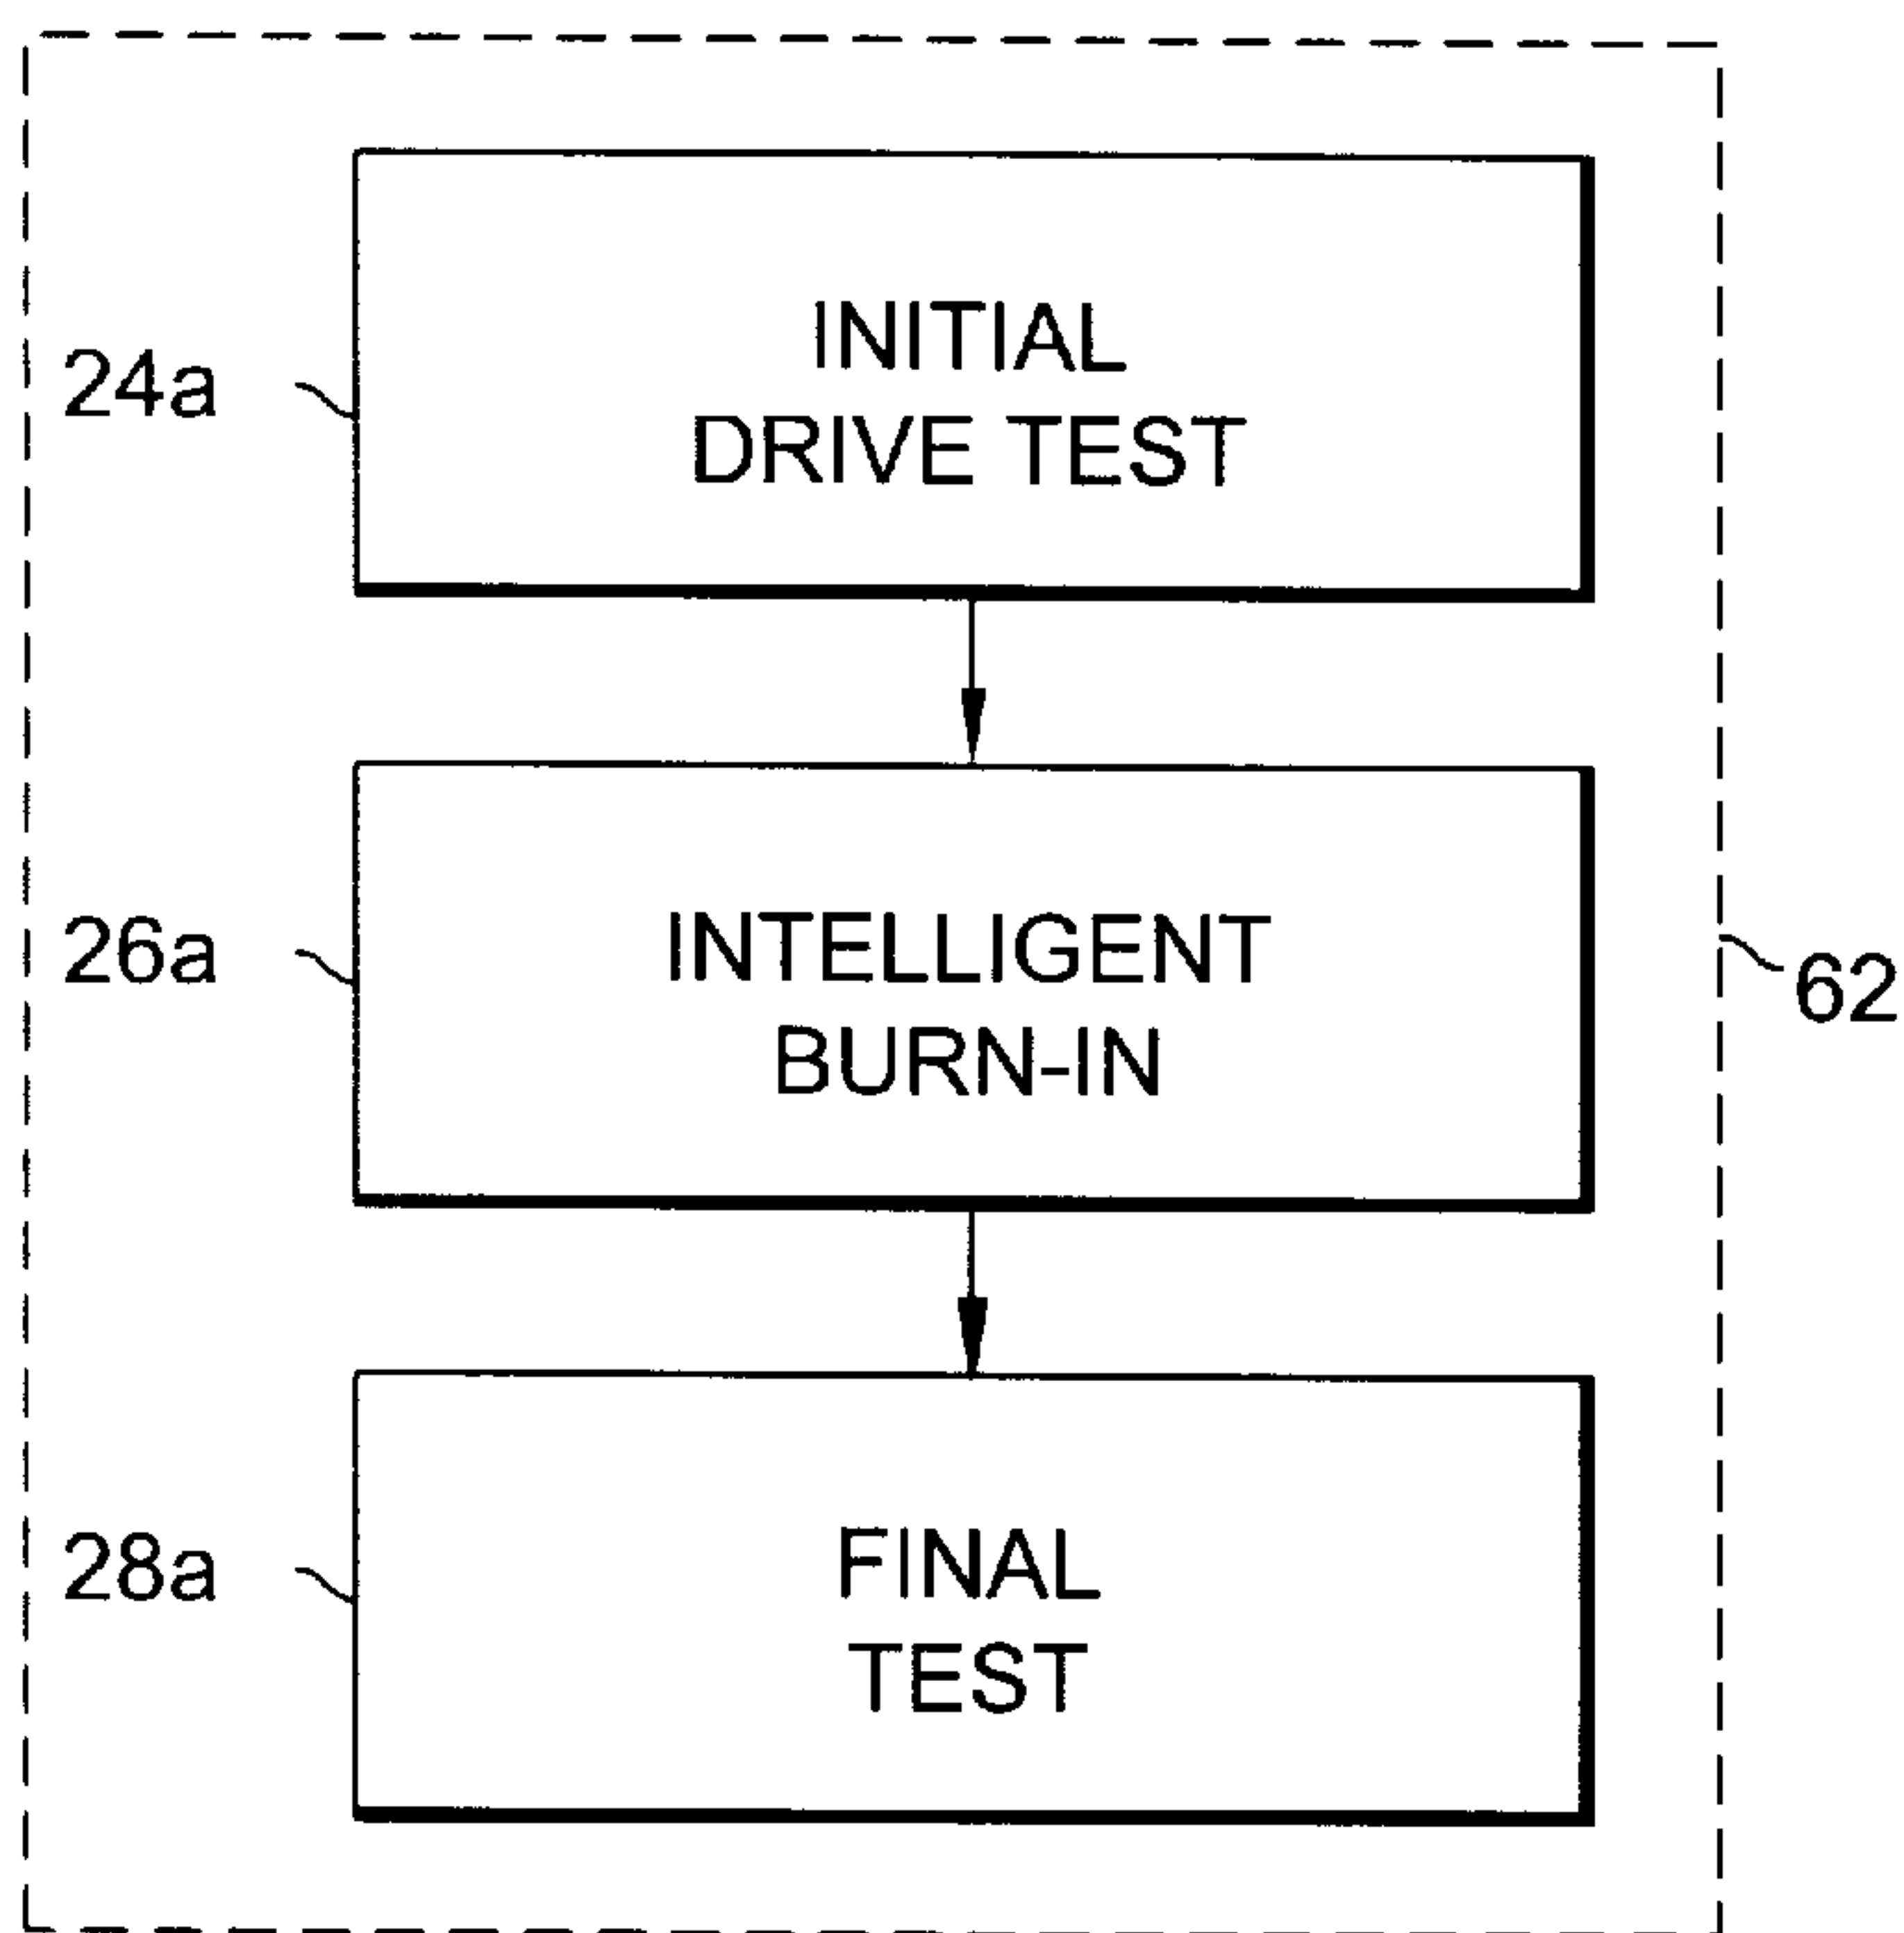 24a
INITIAL
DRIVE TEST
26a
INTELLIGENT
BURN-IN
62
28a
FINAL
TEST